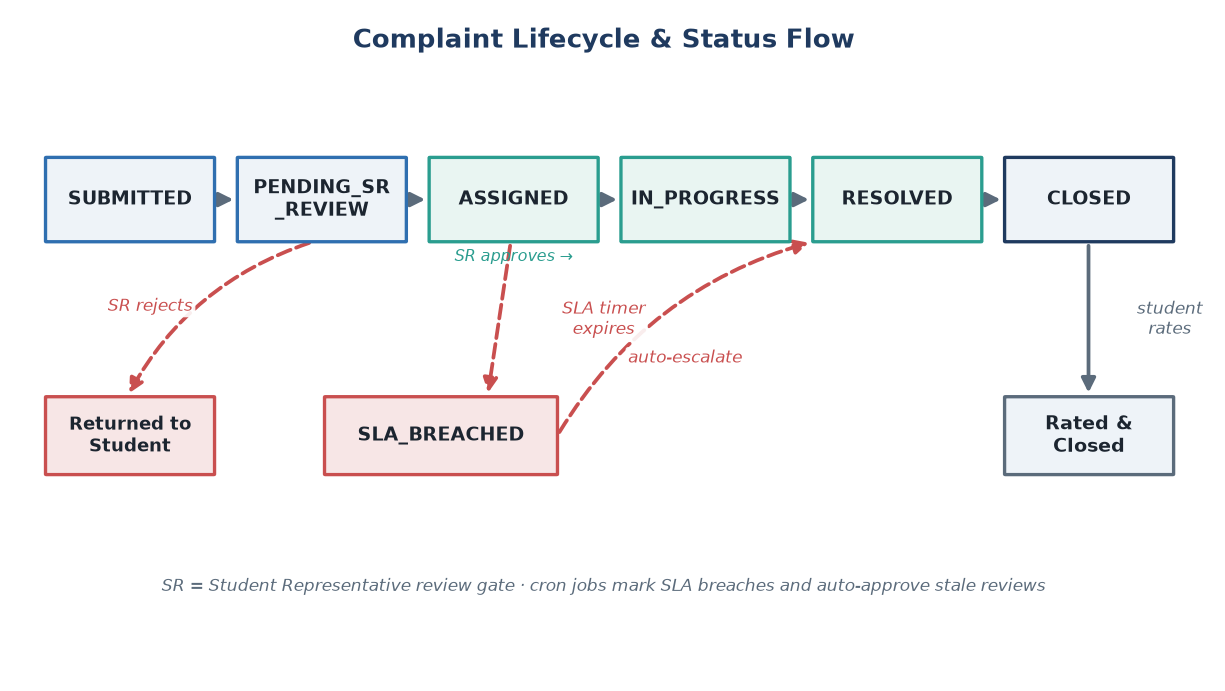 Complaint Lifecycle & Status Flow
SUBMITTED
PENDING_SR
_REVIEW
ASSIGNED
IN_PROGRESS
RESOLVED
CLOSED
SR approves →
SR rejects
SLA timer
expires
auto-escalate
student
rates
Returned to
Student
SLA_BREACHED
Rated &
Closed
SR = Student Representative review gate · cron jobs mark SLA breaches and auto-approve stale reviews